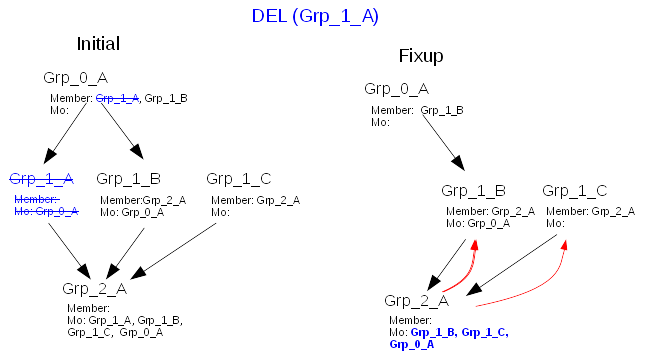 DEL (Grp_1_A)
Initial
Grp_0_A
Member: Grp_1_A, Grp_1_B
Mo:
Grp_1_A
Member:
Mo: Grp_0_A
Grp_1_B
Member:Grp_2_A
Mo: Grp_0_A
Grp_1_C
Member: Grp_2_A
Mo:
Grp_2_A
Member:
Mo: Grp_1_A, Grp_1_B,
Grp_1_C, Grp_0_A
Fixup
Grp_0_A
Member: Grp_1_B
Mo:
Grp_1_B
Member: Grp_2_A
Mo: Grp_0_A
Grp_1_C
Member: Grp_2_A
Mo:
Grp_2_A
Member:
Mo: Grp_1_B, Grp_1_C,
Grp_0_A